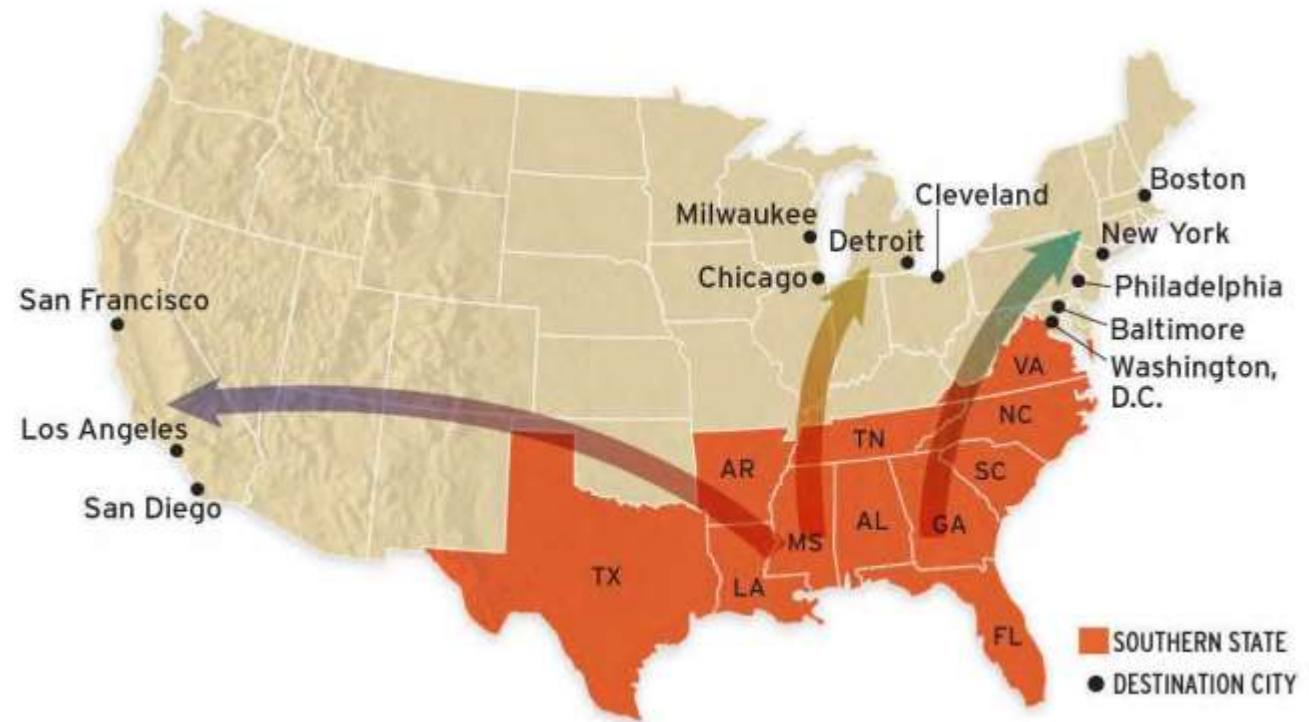 Boston
Cleveland
Milwaukee
Detroit
New York
Chicago
Philadelphia
San Francisco
Baltimore
Washington,
D.C.
VA
NC
Los Angeles
TN
AR
SC
San Diego
MS
AL
GA
TX
LA
FL
SOUTHERN STATE
DESTINATION CITY